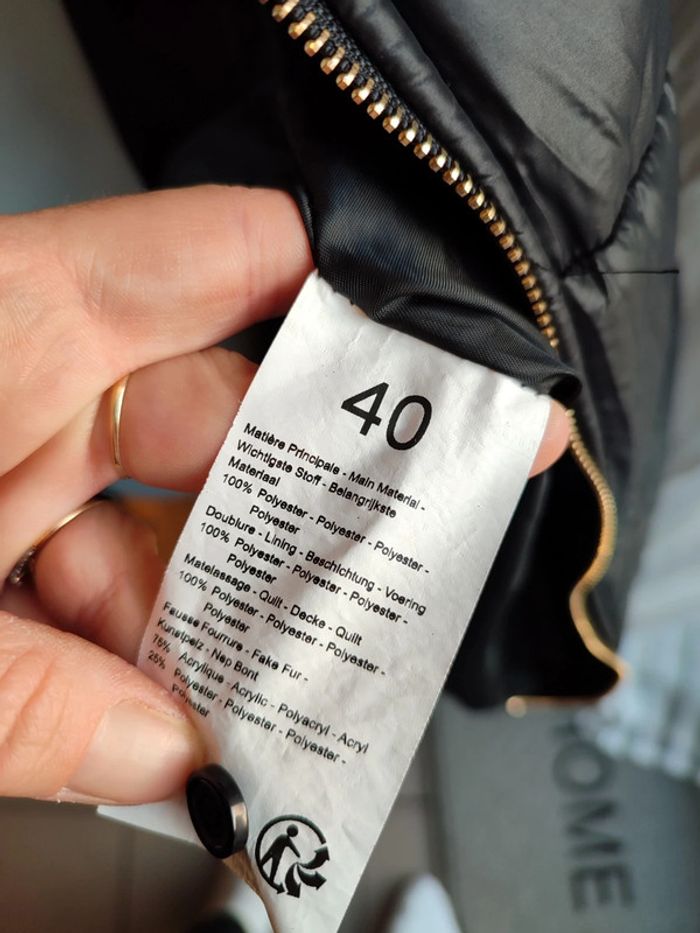 40
Matière Principale - Main Material -
Wichtigste Stoff - Belangrijkste
Materiaal
100% Polyester - Polyester - Polyester -
Polyester
Doublure - Lining - Beschichtung - Voering
100% Polyester - Polyester - Polyester -
Polyester
Matelassage - Quilt - Decke - Quilt
100% Polyester - Polyester - Polyester -
Polyester
Fausse Fourrure - Fake Fur -
Kunstpelz - Nep Bont
75% Acrylique - Acrylic - Polyacryl - Acryl
25% Polyester - Polyester - Polyester -
Polyester
OME